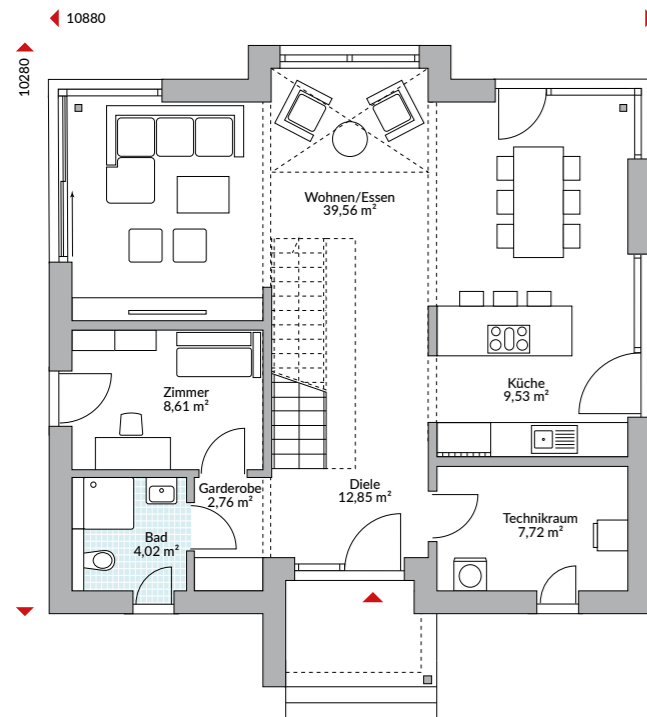 10880
10280
Wohnen/Essen
39,56 m²
Küche
9,53 m²
Zimmer
8,61 m²
Garderobe
2,76 m²
Diele
12,85 m²
Technikraum
7,72 m²
Bad
4,02 m²